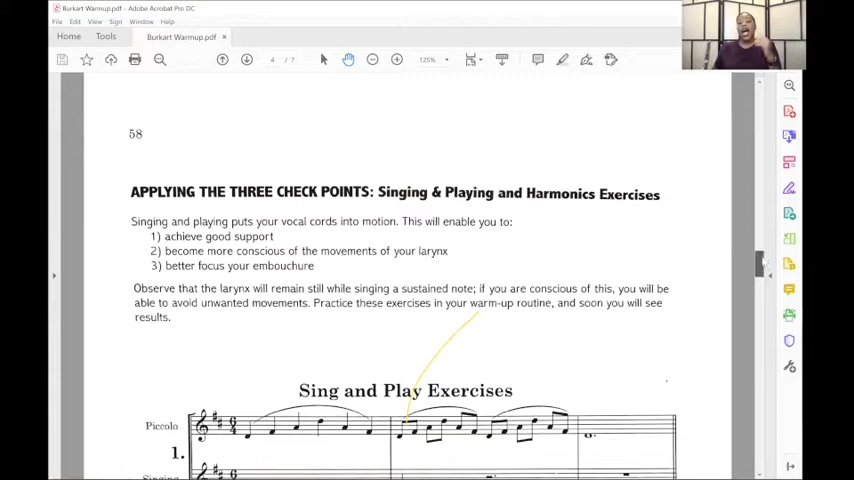 Burkart Warmup.pdf - Adobe Acrobat Pro DC
File Edit View Sign Window Help
Home Tools Burkart Warmup.pdf ×
4 / 7 125%
58
APPLYING THE THREE CHECK POINTS: Singing & Playing and Harmonics Exercises
Singing and playing puts your vocal cords into motion. This will enable you to:
1) achieve good support
2) become more conscious of the movements of your larynx
3) better focus your embouchure
Observe that the larynx will remain still while singing a sustained note; if you are conscious of this, you will be
able to avoid unwanted movements. Practice these exercises in your warm-up routine, and soon you will see
results.
Sing and Play Exercises
Piccolo
6
4
1.
Singing
6